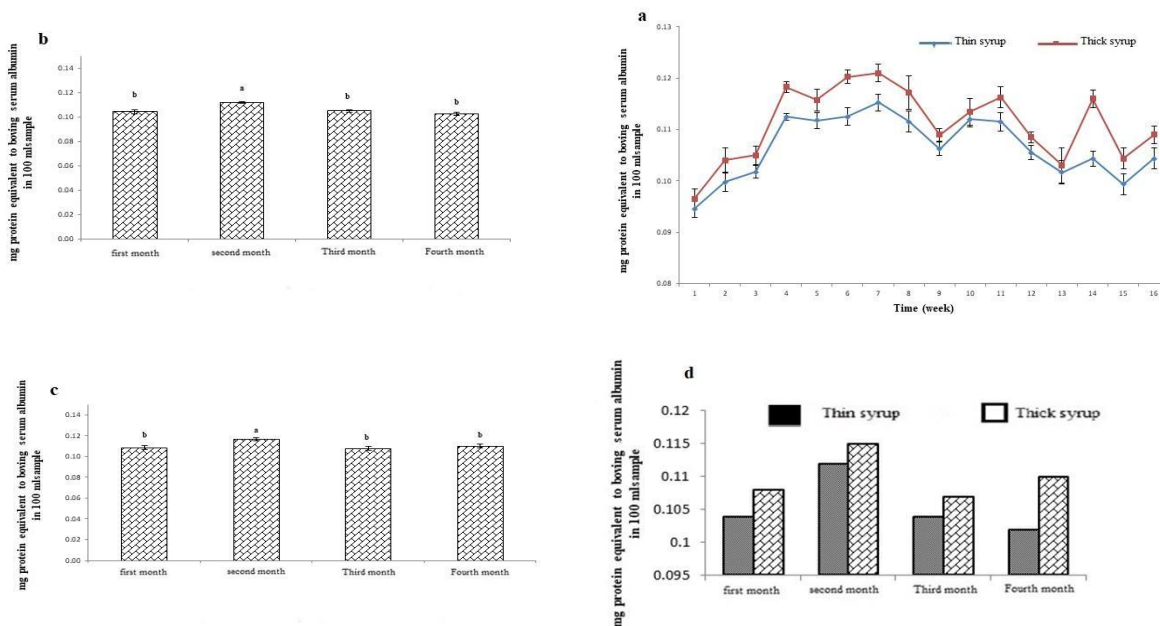 b
mg protein equivalent to boving serum albumin
in 100 mlsample
0.14
0.12
0.10
0.08
0.06
0.04
0.02
0.00
b
a
b
b
first month
second month
Third month
Fourth month
a
mg protein equivalent to boving serum albumin
in 100 mlsample
0.13
0.12
0.11
0.10
0.09
0.08
Thin syrup
Thick syrup
1 2 3 4 5 6 7 8 9 10 11 12 13 14 15 16
Time (week)
c
mg protein equivalent to boving serum albumin
in 100 mlsample
0.14
0.12
0.10
0.08
0.06
0.04
0.02
0.00
b
a
b
b
first month
second month
Third month
Fourth month
d
mg protein equivalent to boving serum albumin
in 100 mlsample
0.12
0.115
0.11
0.105
0.1
0.095
Thin syrup
Thick syrup
first month
second month
Third month
Fourth month